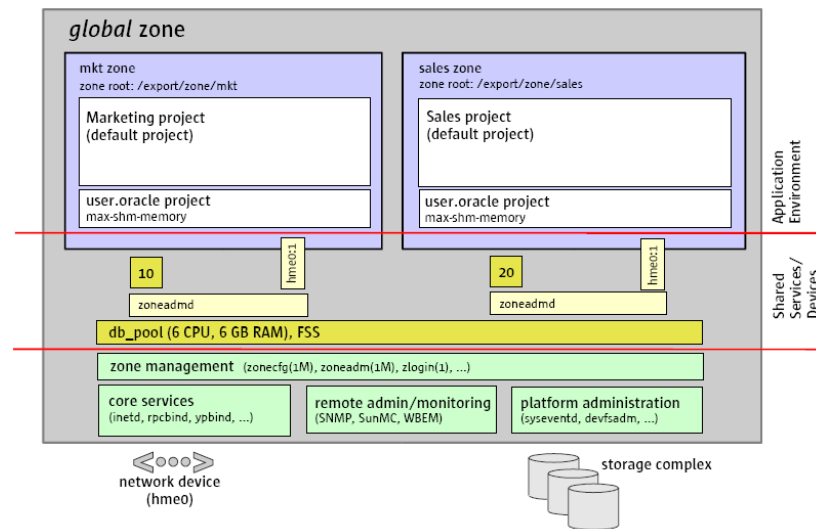 global zone
mkt zone
zone root: /export/zone/mkt
Marketing project
(default project)
user.oracle project
max-shm-memory
sales zone
zone root: /export/zone/sales
Sales project
(default project)
user.oracle project
max-shm-memory
Application
Environment
10
hme0:1
zoneadmd
20
hme0:1
zoneadmd
Shared
Services/
Devices
db_pool (6 CPU, 6 GB RAM), FSS
zone management (zonecfg(1M), zoneadm(1M), zlogin(1), ...)
core services
(inetd, rpcbind, ypbind, ...)
remote admin/monitoring
(SNMP, SunMC, WBEM)
platform administration
(syseventd, devfsadm, ...)
network device
(hme0)
storage complex